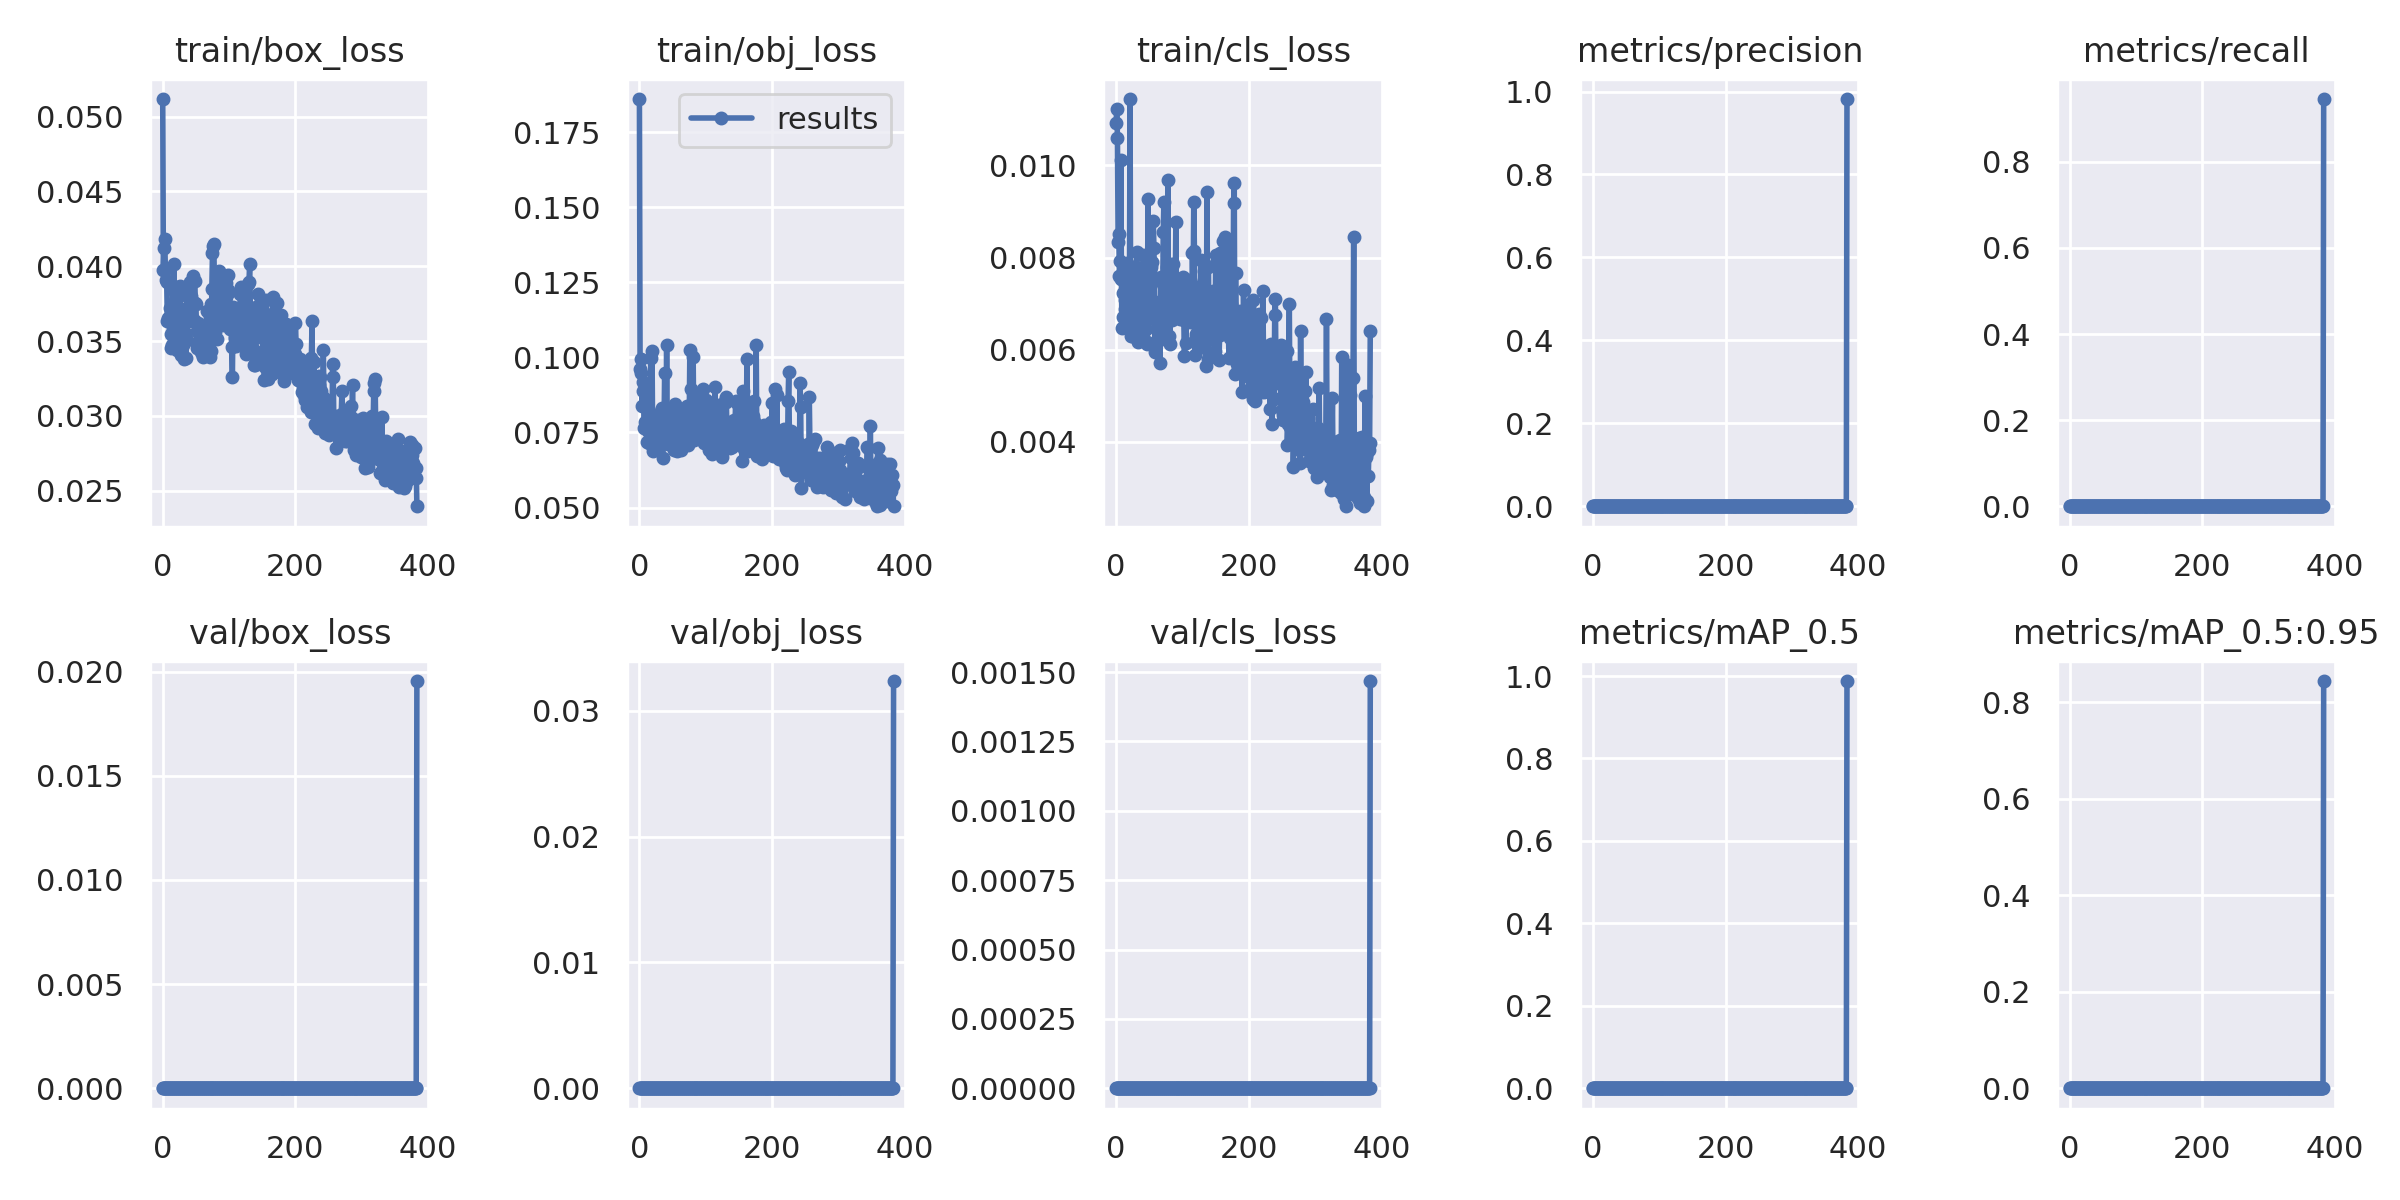 train/box_loss
0.050
0.045
0.040
0.035
0.030
0.025
0 200 400
train/obj_loss
results
0.175
0.150
0.125
0.100
0.075
0.050
0 200 400
train/cls_loss
0.010
0.008
0.006
0.004
0 200 400
metrics/precision
1.0
0.8
0.6
0.4
0.2
0.0
0 200 400
metrics/recall
0.8
0.6
0.4
0.2
0.0
0 200 400
val/box_loss
0.020
0.015
0.010
0.005
0.000
0 200 400
val/obj_loss
0.03
0.02
0.01
0.00
0 200 400
val/cls_loss
0.00150
0.00125
0.00100
0.00075
0.00050
0.00025
0.00000
0 200 400
metrics/mAP_0.5
1.0
0.8
0.6
0.4
0.2
0.0
0 200 400
metrics/mAP_0.5:0.95
0.8
0.6
0.4
0.2
0.0
0 200 400